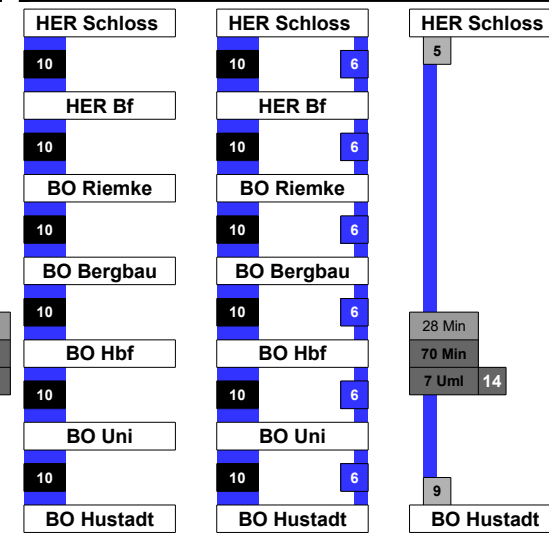 HER Schloss
10
HER Bf
10
BO Riemke
10
BO Bergbau
10
BO Hbf
10
BO Uni
10
BO Hustadt
HER Schloss
10 6
HER Bf
10 6
BO Riemke
10 6
BO Bergbau
10 6
BO Hbf
10 6
BO Uni
10 6
BO Hustadt
HER Schloss
5
28 Min
70 Min
7 Uml 14
9
BO Hustadt